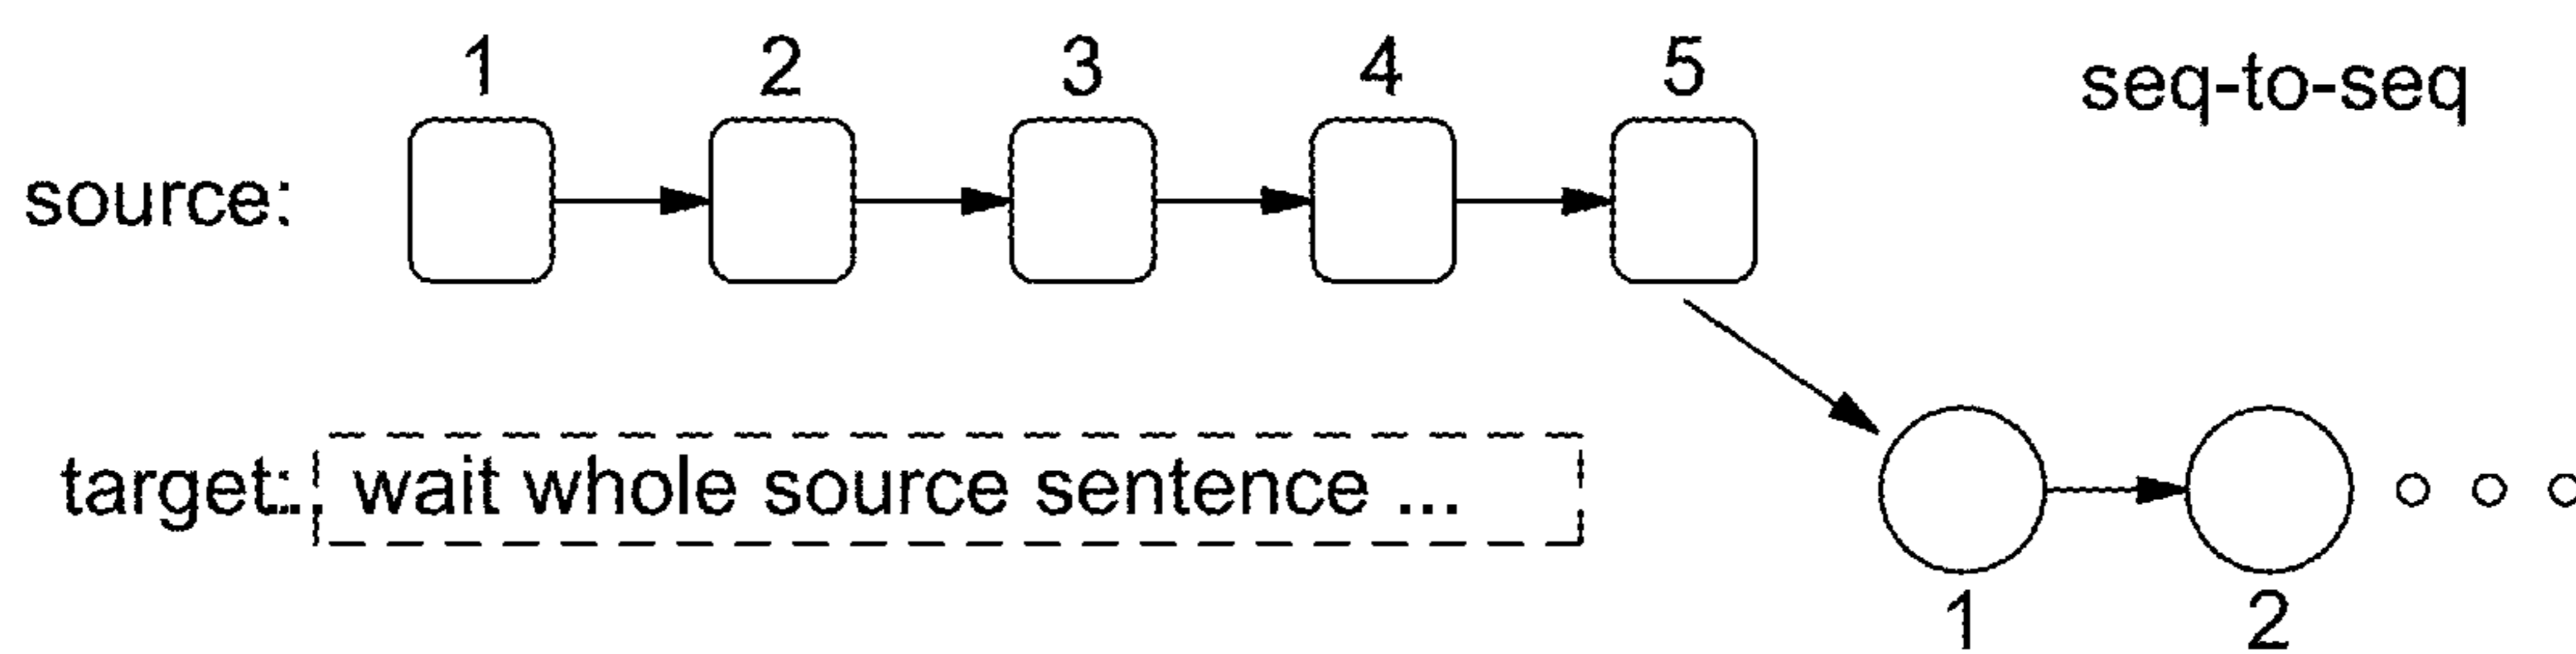 1 2 3 4 5 seq-to-seq
source:
target:... wait whole source sentence ...
1 2